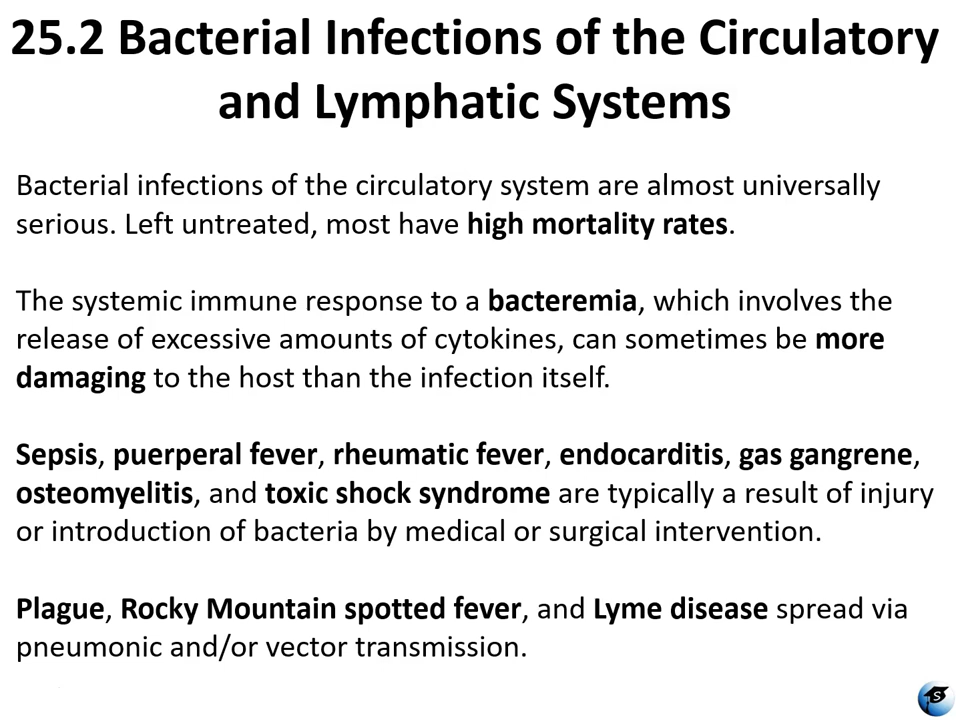 25.2 Bacterial Infections of the Circulatory
and Lymphatic Systems
Bacterial infections of the circulatory system are almost universally
serious. Left untreated, most have high mortality rates.
The systemic immune response to a bacteremia, which involves the
release of excessive amounts of cytokines, can sometimes be more
damaging to the host than the infection itself.
Sepsis, puerperal fever, rheumatic fever, endocarditis, gas gangrene,
osteomyelitis, and toxic shock syndrome are typically a result of injury
or introduction of bacteria by medical or surgical intervention.
Plague, Rocky Mountain spotted fever, and Lyme disease spread via
pneumonic and/or vector transmission.
S